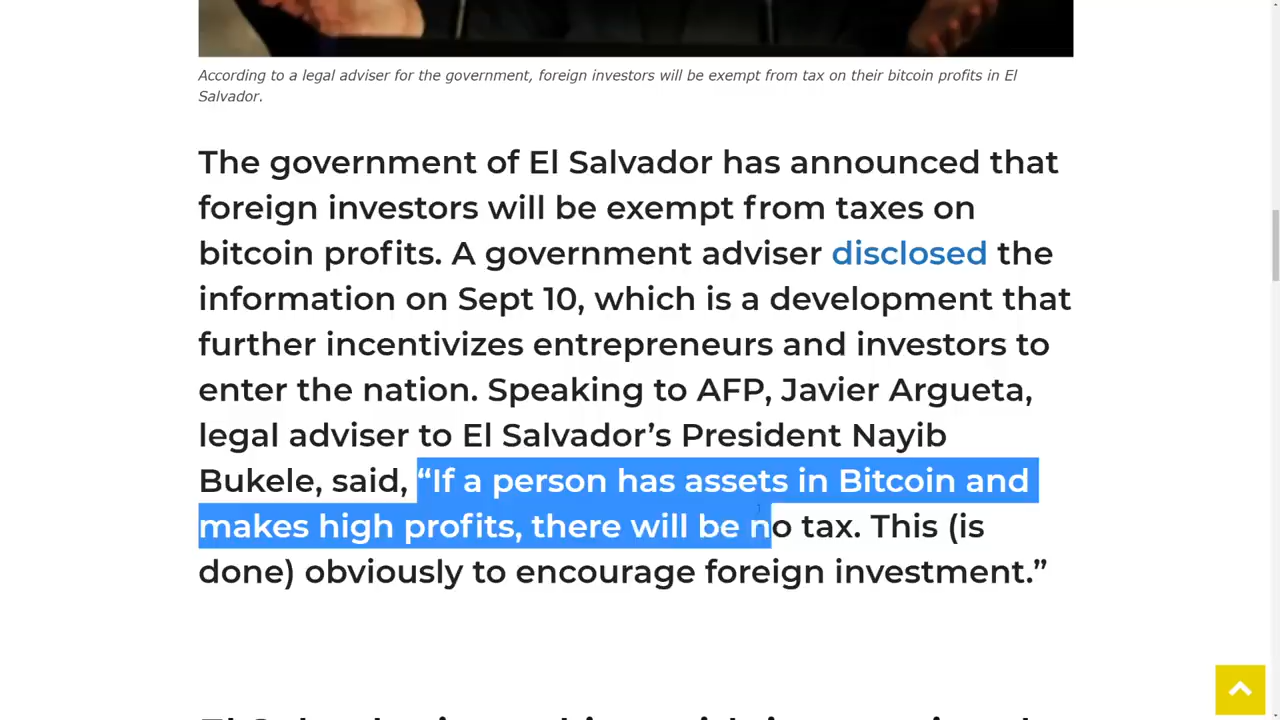 According to a legal adviser for the government, foreign investors will be exempt from tax on their bitcoin profits in El
Salvador.
The government of El Salvador has announced that
foreign investors will be exempt from taxes on
bitcoin profits. A government adviser disclosed the
information on Sept 10, which is a development that
further incentivizes entrepreneurs and investors to
enter the nation. Speaking to AFP, Javier Argueta,
legal adviser to El Salvador’s President Nayib
Bukele, said, “If a person has assets in Bitcoin and
makes high profits, there will be no tax. This (is
done) obviously to encourage foreign investment.”